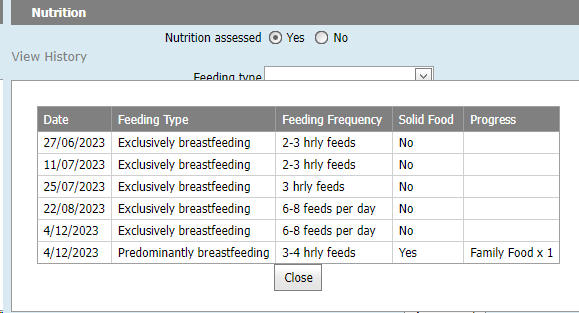 Nutrition
Nutrition assessed Yes No
View History
Feeding type
Date Feeding Type Feeding Frequency Solid Food Progress
27/06/2023 Exclusively breastfeeding 2-3 hrly feeds No
11/07/2023 Exclusively breastfeeding 2-3 hrly feeds No
25/07/2023 Exclusively breastfeeding 3 hrly feeds No
22/08/2023 Exclusively breastfeeding 6-8 feeds per day No
4/12/2023 Exclusively breastfeeding 6-8 feeds per day No
4/12/2023 Predominantly breastfeeding 3-4 hrly feeds Yes Family Food x 1
Close